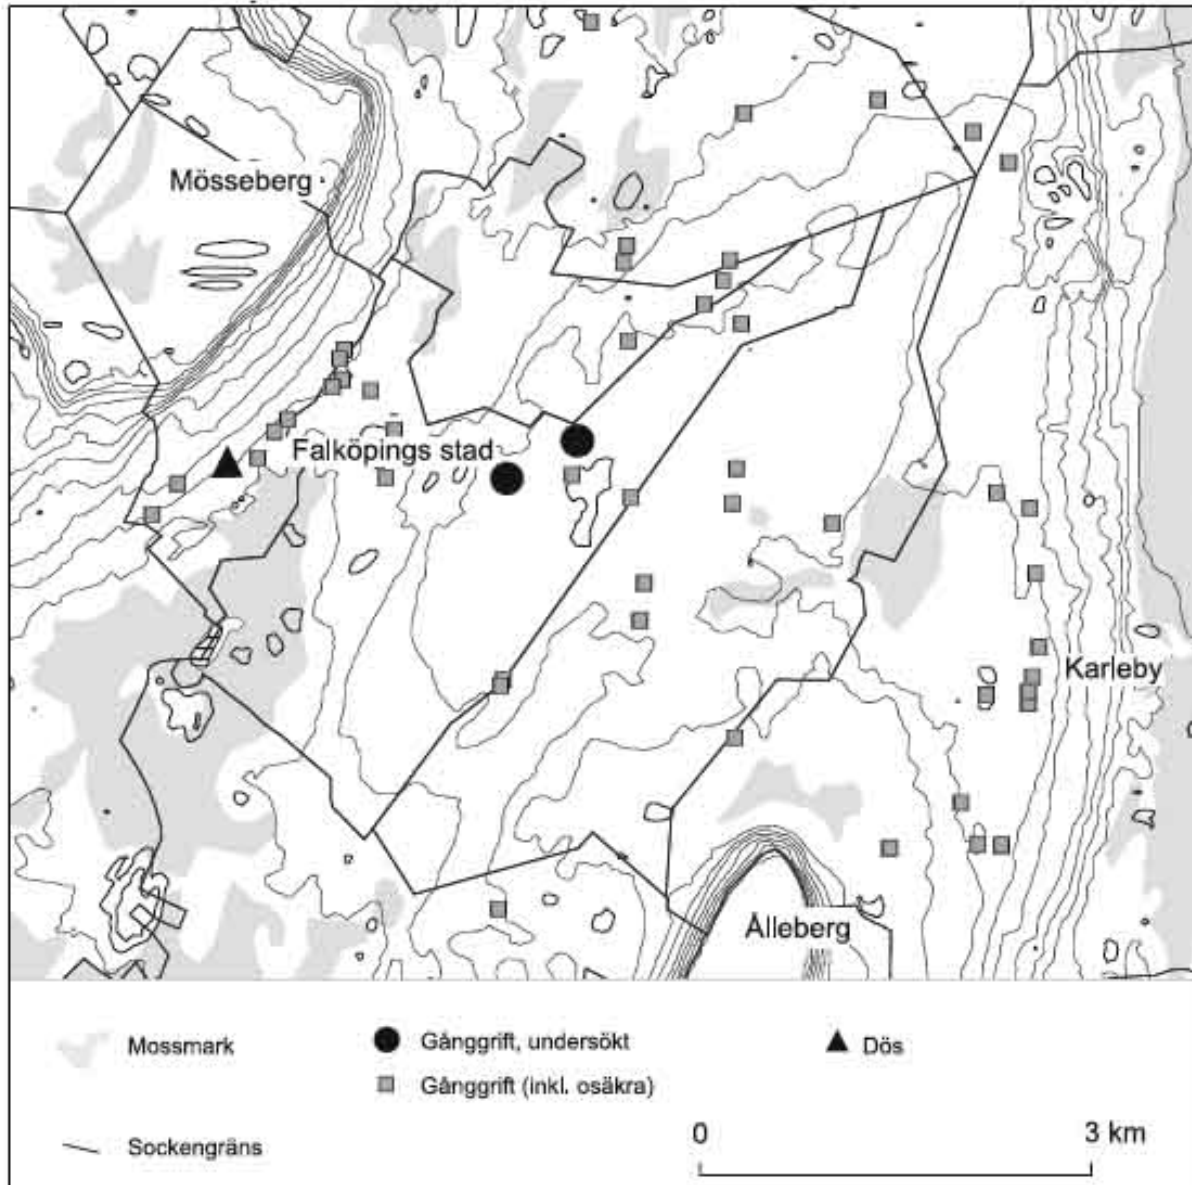 Mösseberg
Falköpings stad
Karleby
Ålleberg
Mossmark
Gånggrift, undersökt
Dös
Gånggrift (inkl. osäkra)
Sockengräns
0 3 km